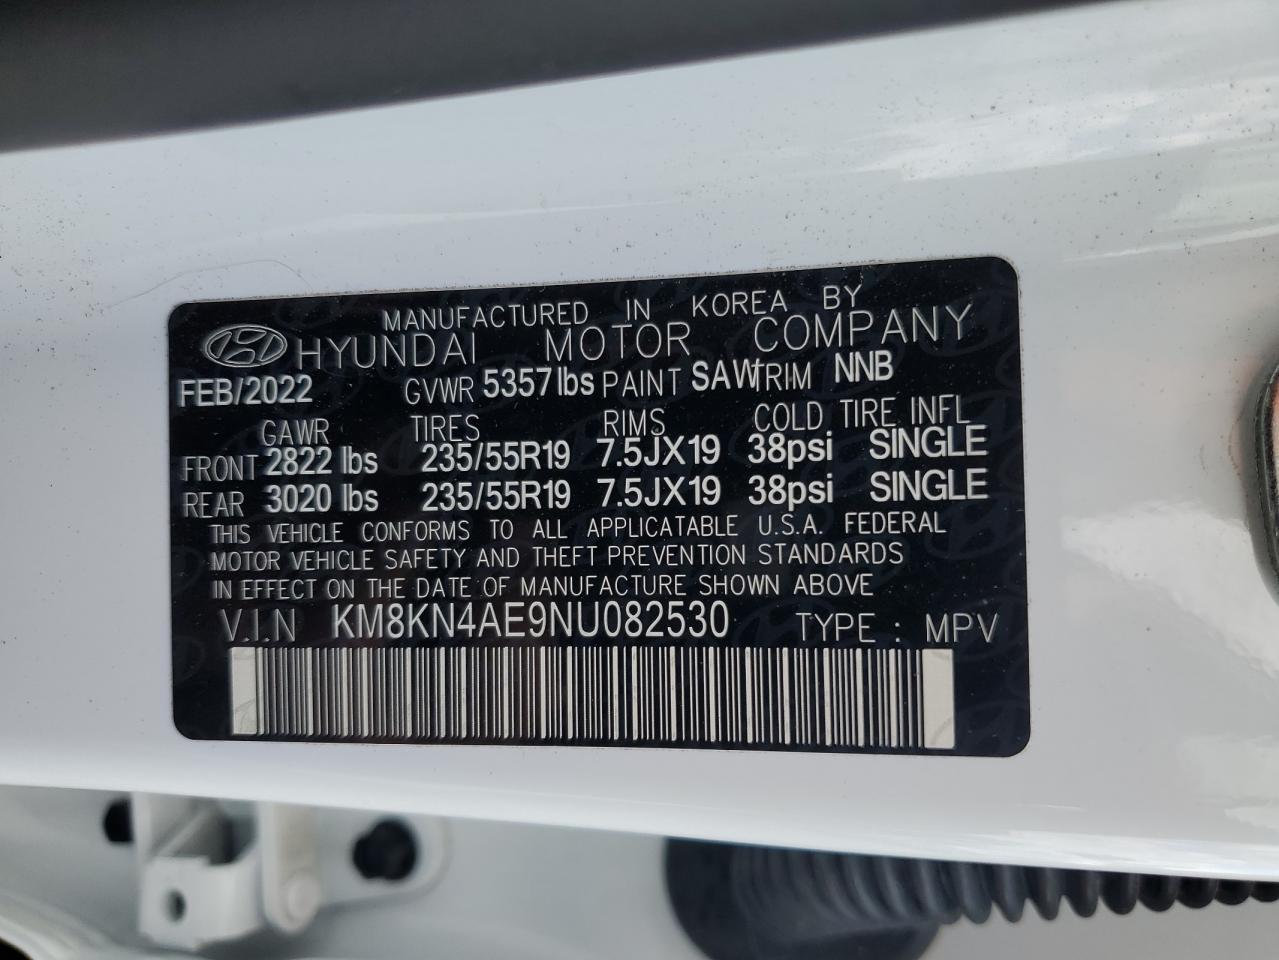 MANUFACTURED IN KOREA BY
HYUNDAI MOTOR COMPANY
FEB/2022 GVWR 5357 lbs PAINT SAW TRIM NNB
GAWR TIRES RIMS COLD TIRE INFL
FRONT 2822 lbs 235/55R19 7.5JX19 38psi SINGLE
REAR 3020 lbs 235/55R19 7.5JX19 38psi SINGLE
THIS VEHICLE CONFORMS TO ALL APPLICATABLE U.S.A. FEDERAL
MOTOR VEHICLE SAFETY AND THEFT PREVENTION STANDARDS
IN EFFECT ON THE DATE OF MANUFACTURE SHOWN ABOVE
V.I.N KM8KN4AE9NU082530 TYPE : MPV